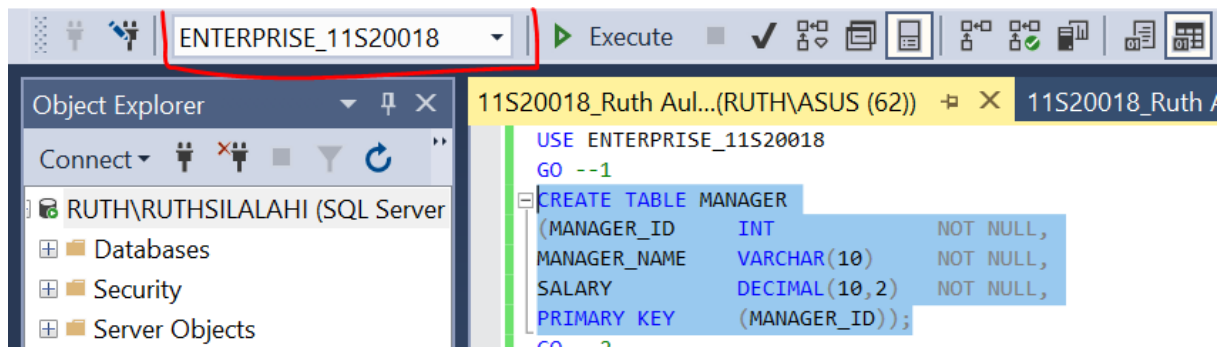 ENTERPRISE_11S20018
Execute
Object Explorer
11S20018_Ruth Aul...(RUTH\ASUS (62))
11S20018_Ruth A
Connect
RUTH\RUTHSILALAHI (SQL Server
Databases
Security
Server Objects
USE ENTERPRISE_11S20018
GO --1
CREATE TABLE MANAGER
(MANAGER_ID INT NOT NULL,
MANAGER_NAME VARCHAR(10) NOT NULL,
SALARY DECIMAL(10,2) NOT NULL,
PRIMARY KEY (MANAGER_ID));
GO --2